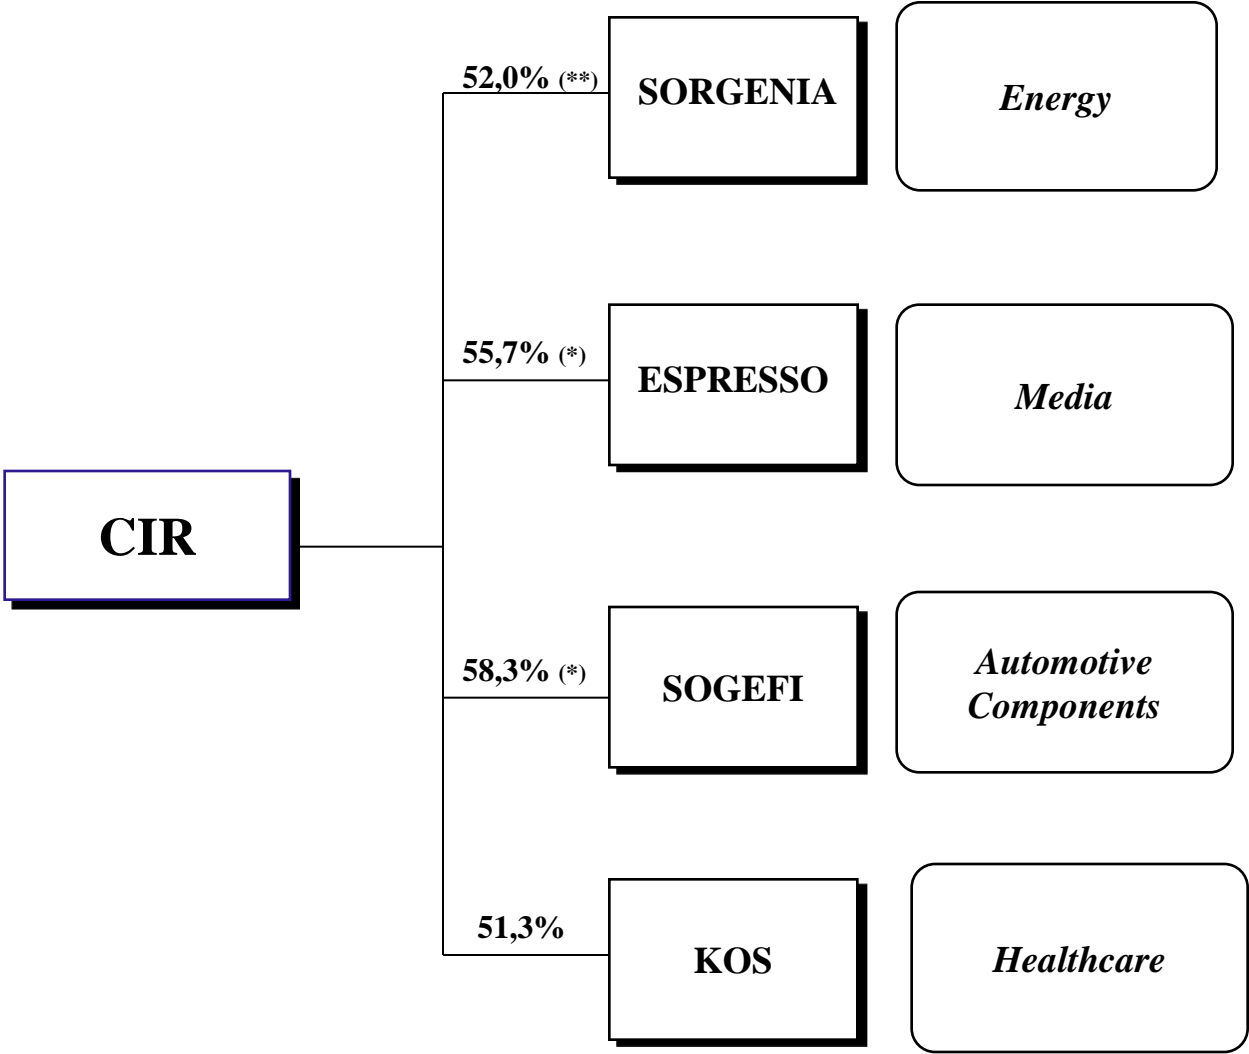 52,0% (**)
SORGENIA
Energy
55,7% (*)
ESPRESSO
Media
CIR
58,3% (*)
SOGEFI
Automotive
Components
51,3%
KOS
Healthcare